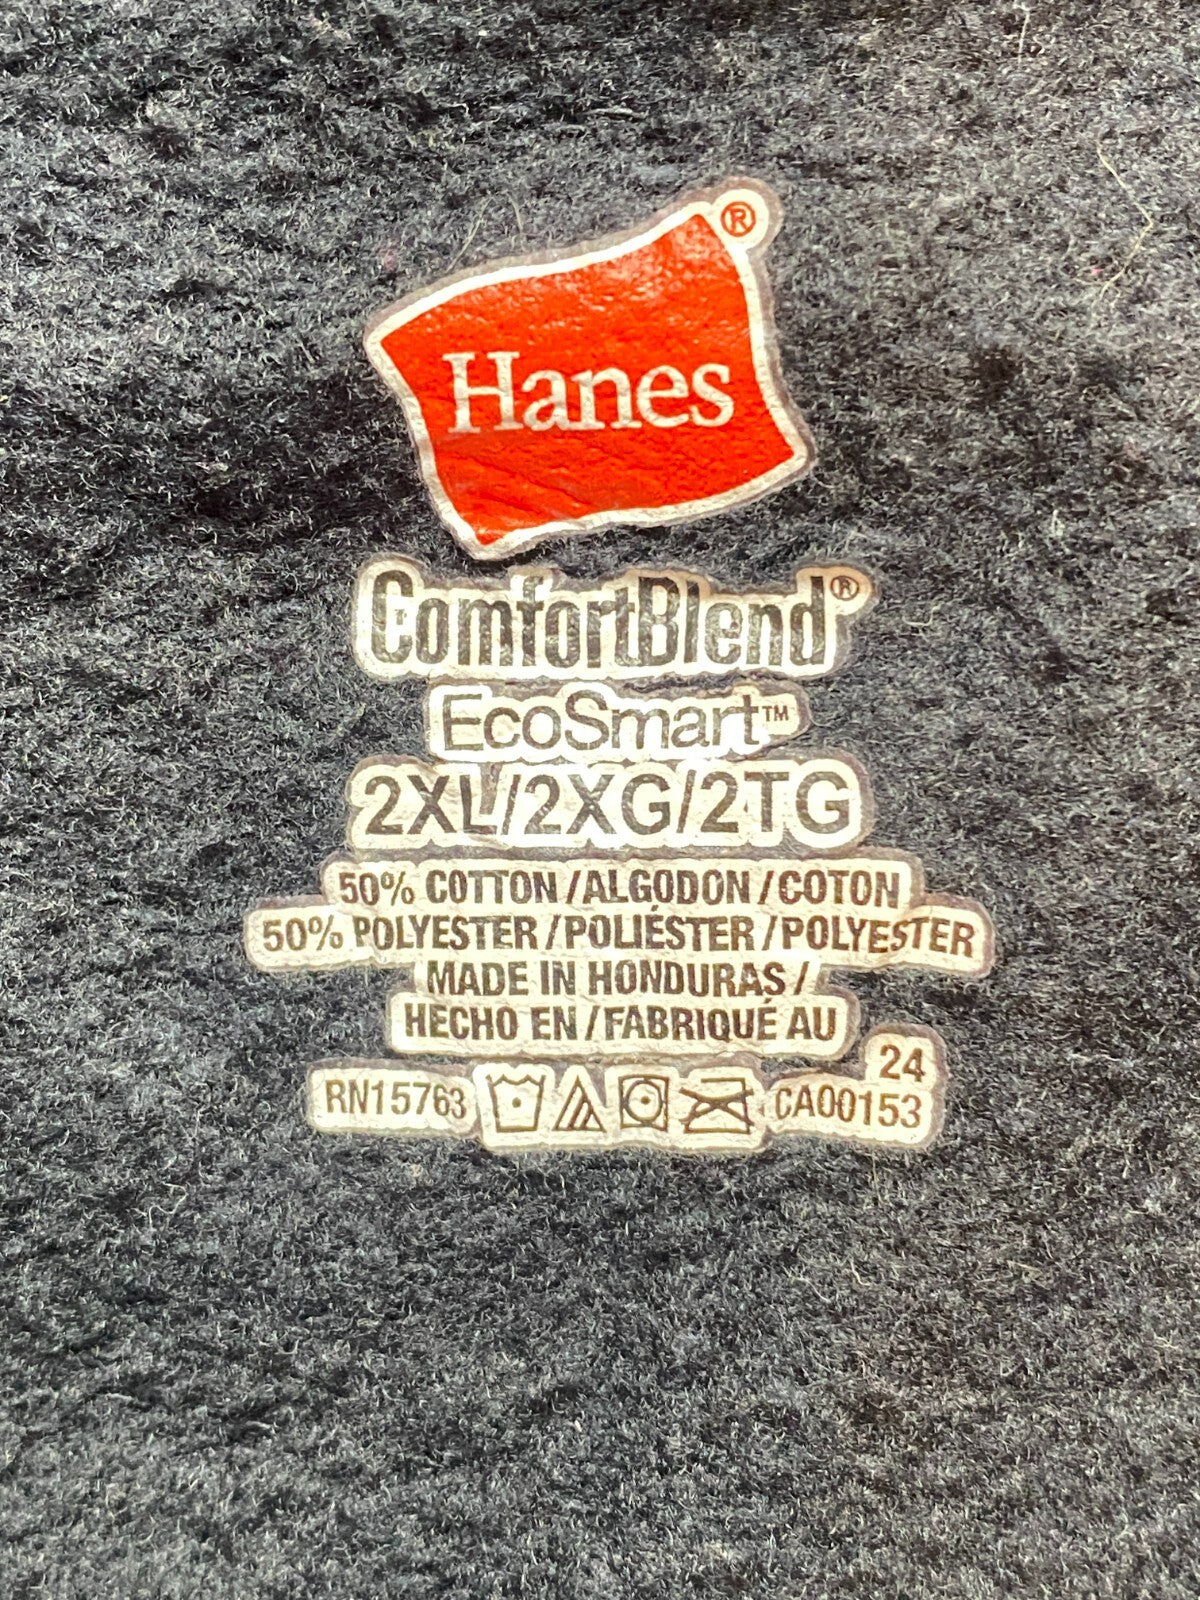 Hanes®
ComfortBlend®
EcoSmart™
2XL/2XG/2TG
50% COTTON/ALGODON/COTON
50% POLYESTER/POLIÉSTER/POLYESTER
MADE IN HONDURAS/
HECHO EN/FABRIQUÉ AU
24
RN15763 CA00153